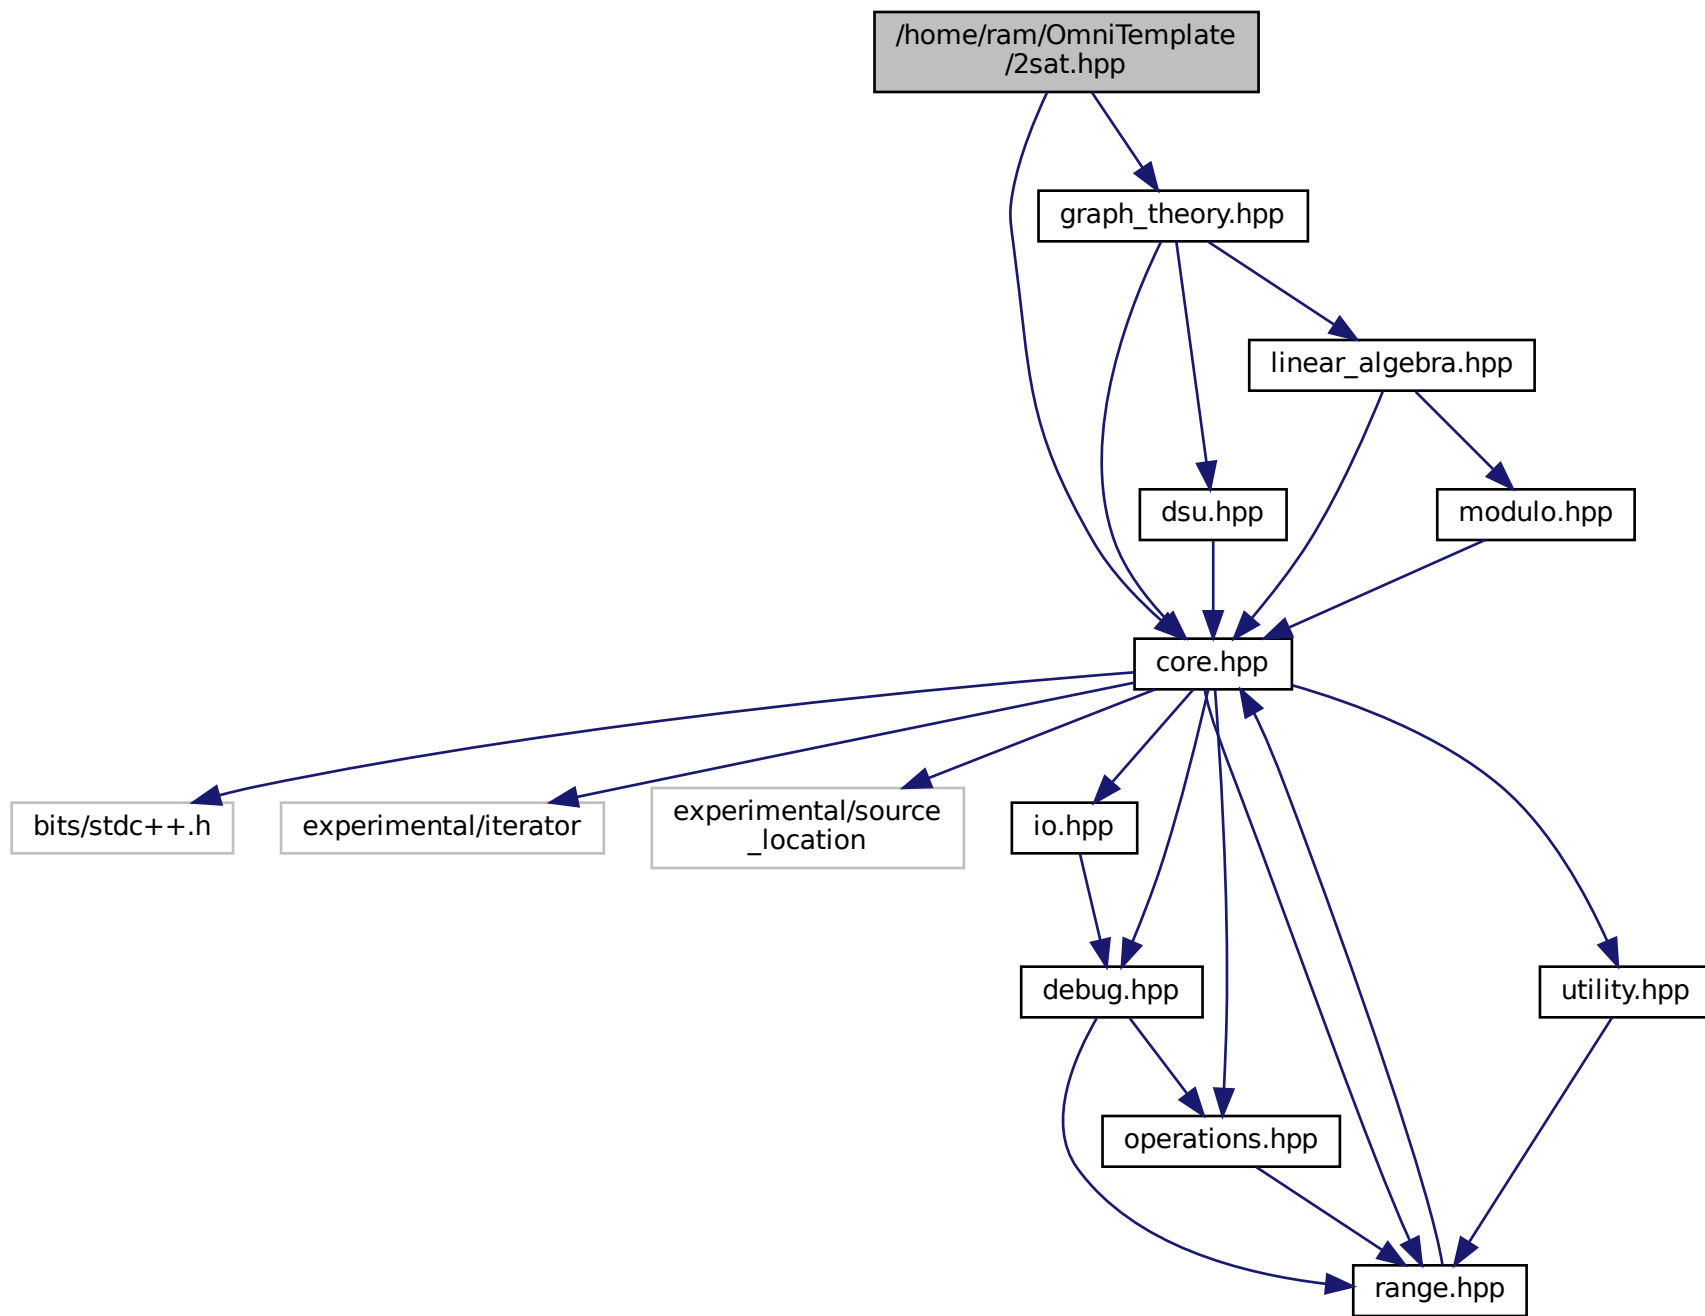 /home/ram/OmniTemplate
/2sat.hpp
graph_theory.hpp
linear_algebra.hpp
dsu.hpp
modulo.hpp
core.hpp
bits/stdc++.h
experimental/iterator
experimental/source
_location
io.hpp
debug.hpp
utility.hpp
operations.hpp
range.hpp